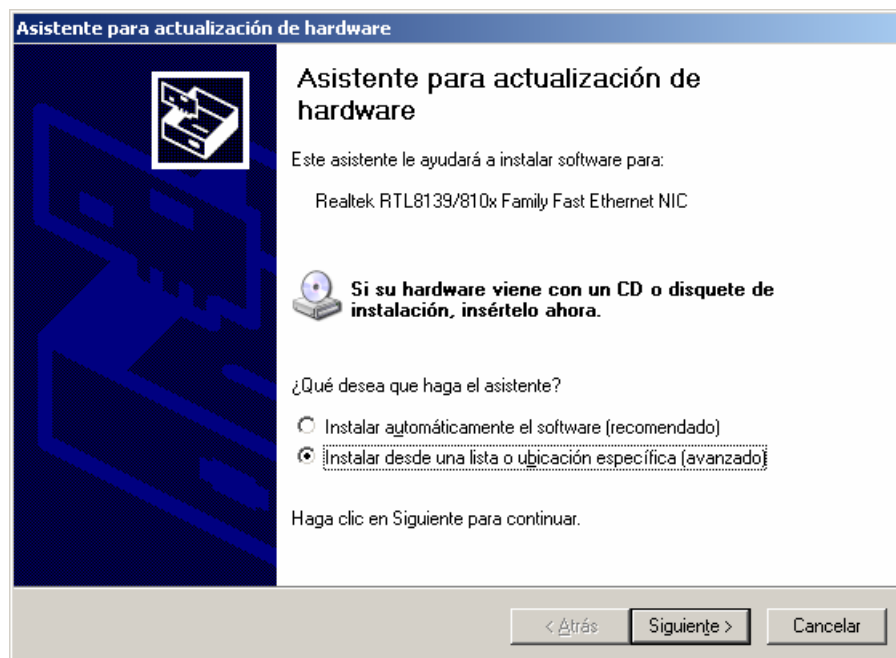 Asistente para actualización de hardware
Asistente para actualización de
hardware
Este asistente le ayudará a instalar software para:
Realtek RTL8139/810x Family Fast Ethernet NIC
Si su hardware viene con un CD o disquete de
instalación, insértelo ahora.
¿Qué desea que haga el asistente?
Instalar automáticamente el software (recomendado)
Instalar desde una lista o ubicación específica (avanzado)
Haga clic en Siguiente para continuar.
< Atrás Siguiente > Cancelar